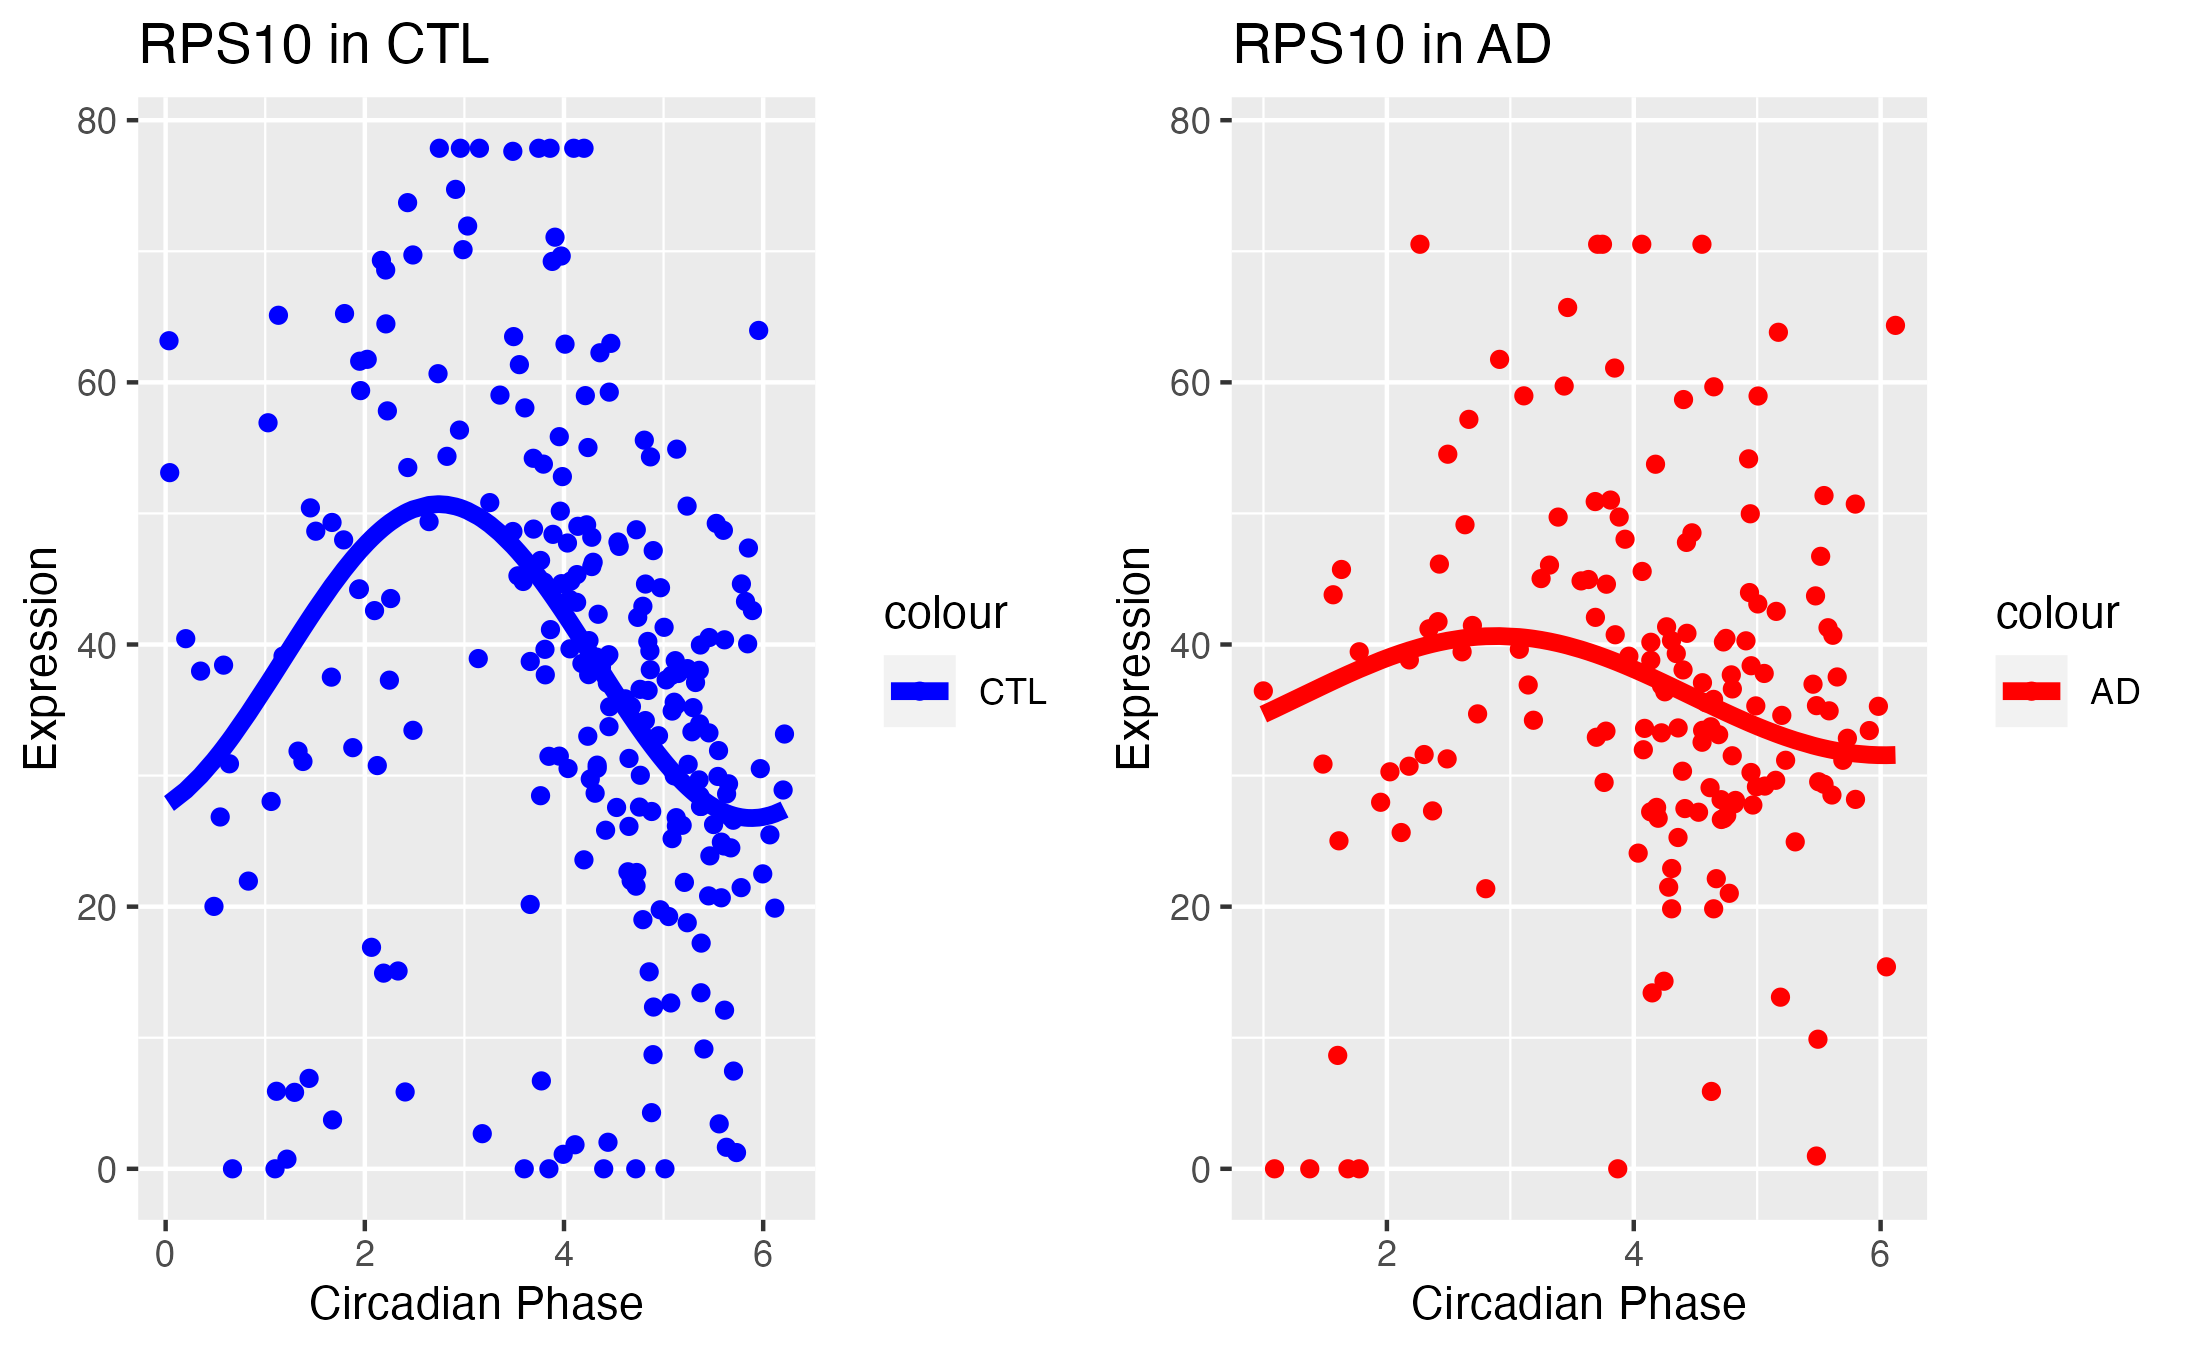 RPS10 in CTL
80
60
40
20
0
Expression
0 2 4 6
Circadian Phase
colour
CTL
RPS10 in AD
80
60
40
20
0
Expression
2 4 6
Circadian Phase
colour
AD